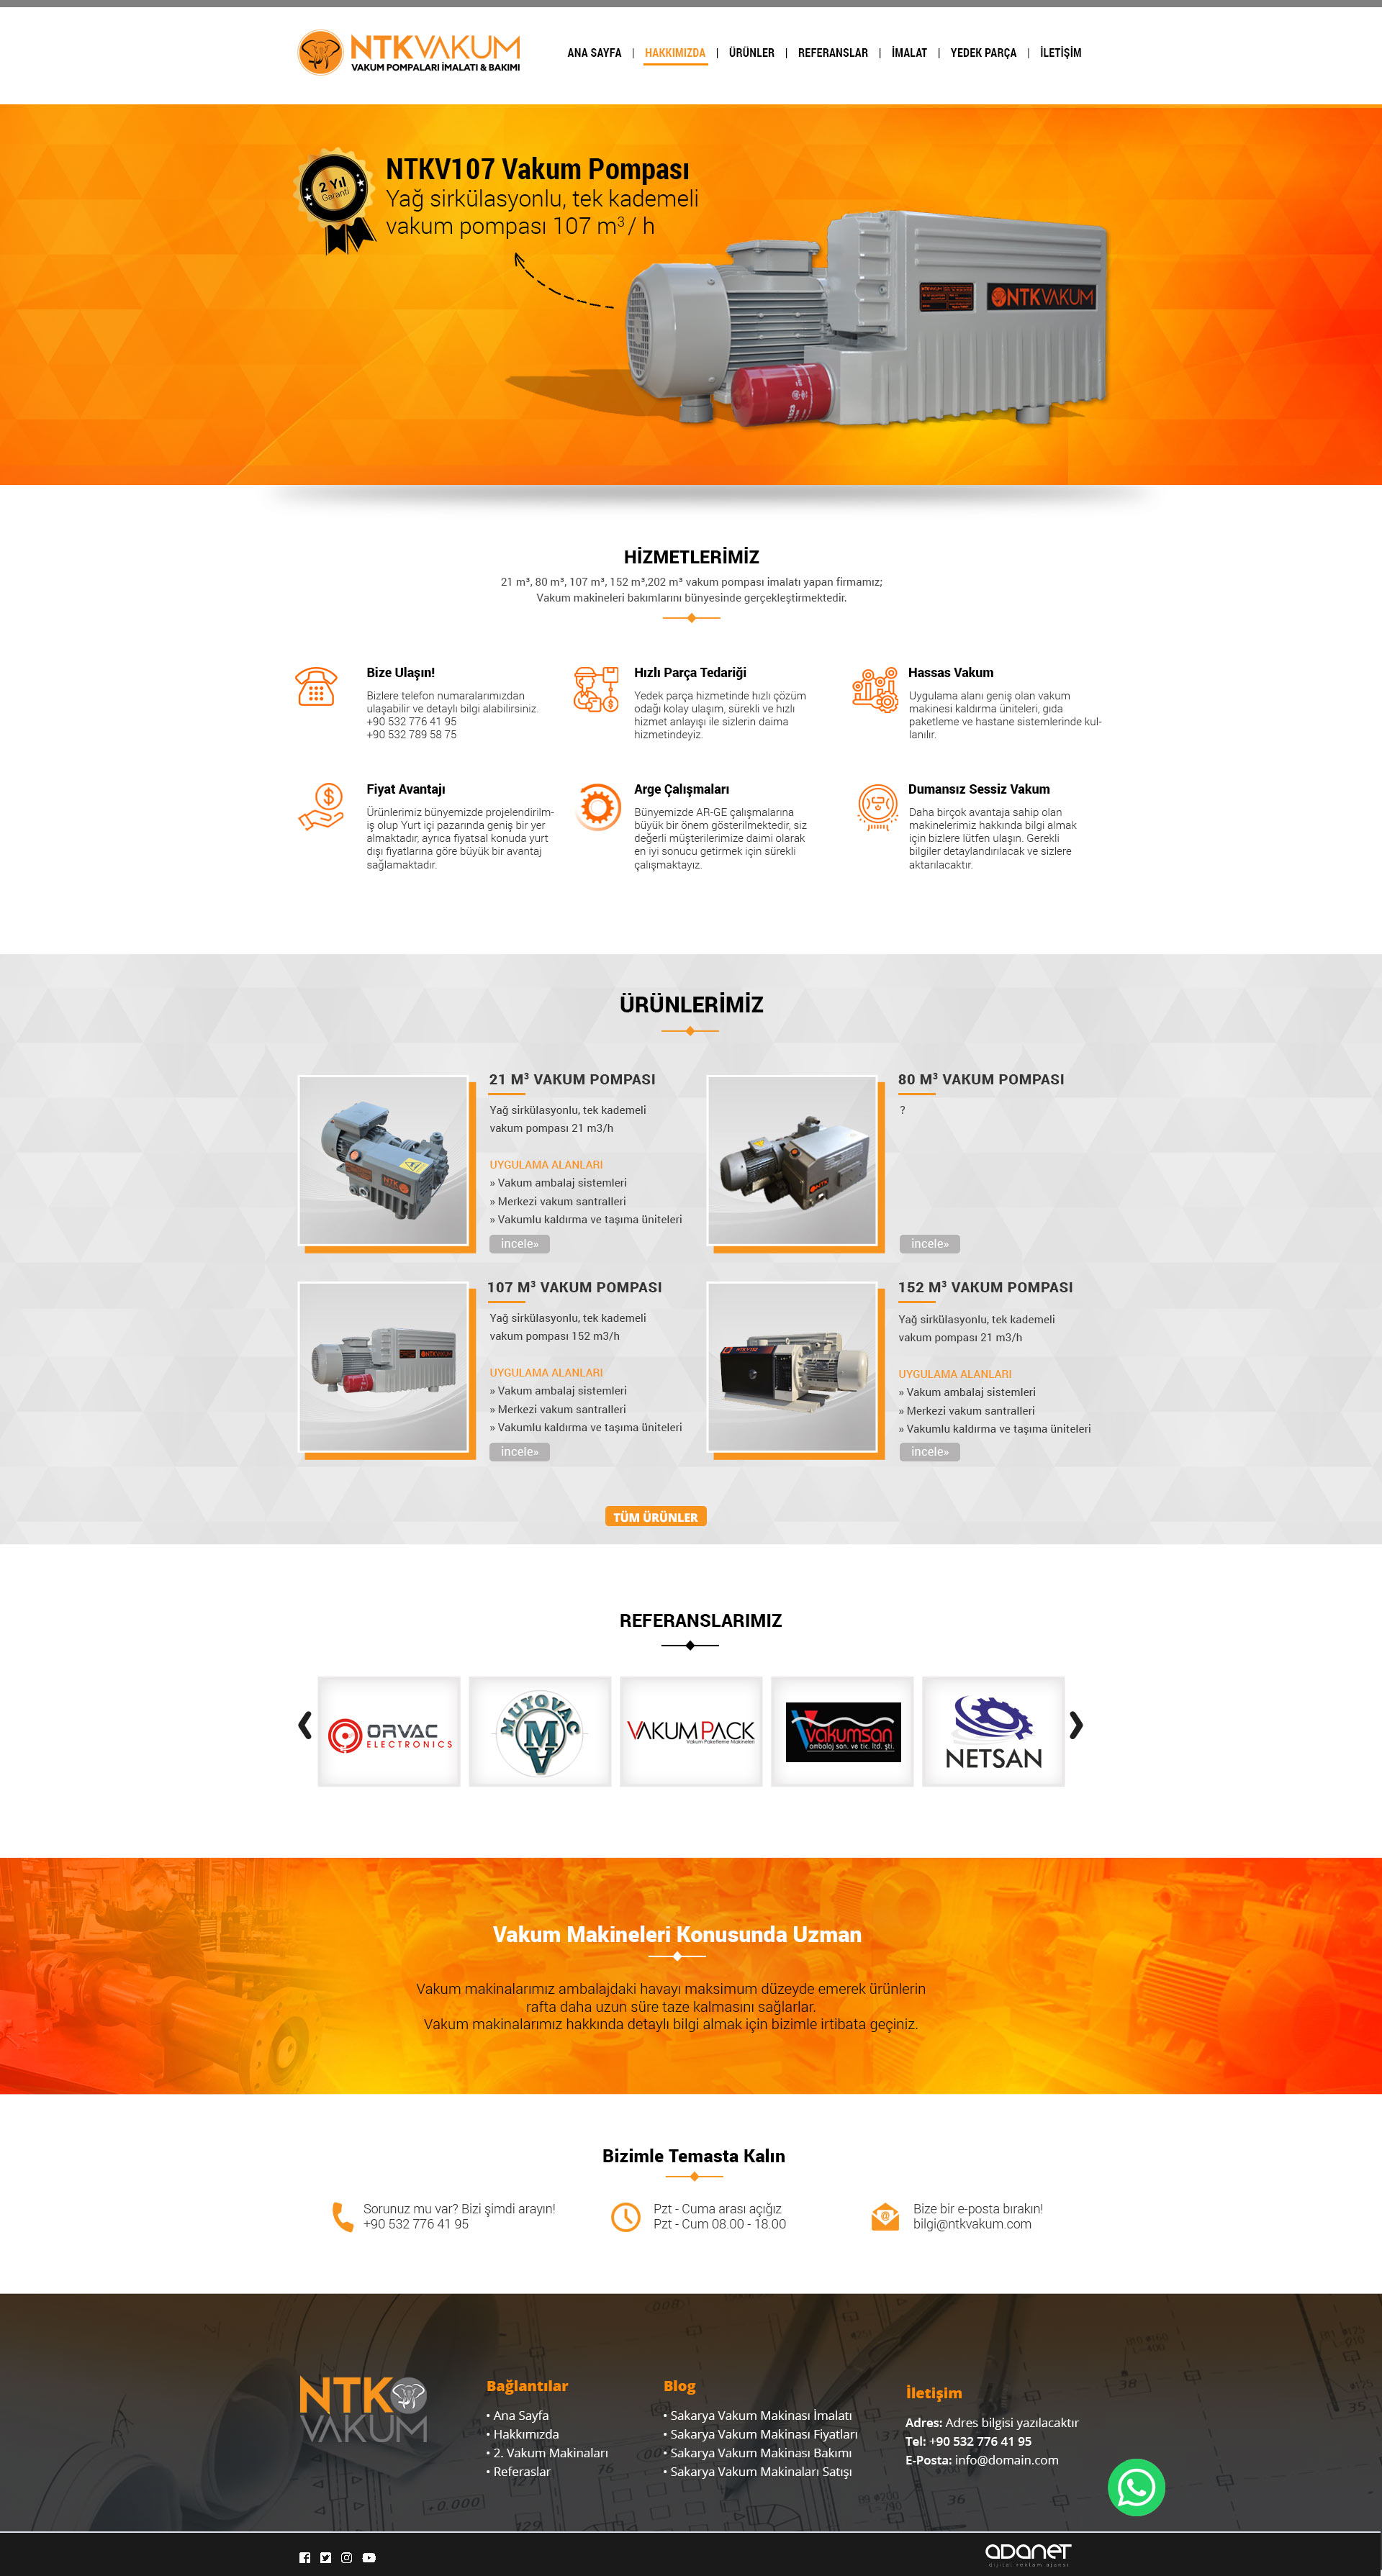 NTKVAKUM
VAKUM POMPALARI İMALATI & BAKIMI
ANA SAYFA | HAKKIMIZDA | ÜRÜNLER | REFERANSLAR | İMALAT | YEDEK PARÇA | İLETİŞİM
2 Yıl
Garanti
NTKV107 Vakum Pompası
Yağ sirkülasyonlu, tek kademeli
vakum pompası 107 m³ / h
NTKVAKUM
HİZMETLERİMİZ
21 m³, 80 m³, 107 m³, 152 m³,202 m³ vakum pompası imalatı yapan firmamız;
Vakum makineleri bakımlarını bünyesinde gerçekleştirmektedir.
Bize Ulaşın!
Bizlere telefon numaralarımızdan
ulaşabilir ve detaylı bilgi alabilirsiniz.
+90 532 776 41 95
+90 532 789 58 75
Hızlı Parça Tedariği
Yedek parça hizmetinde hızlı çözüm
odağı kolay ulaşım, sürekli ve hızlı
hizmet anlayışı ile sizlerin daima
hizmetindeyiz.
Hassas Vakum
Uygulama alanı geniş olan vakum
makinesi kaldırma üniteleri, gıda
paketleme ve hastane sistemlerinde kul-
lanılır.
Fiyat Avantajı
Ürünlerimiz bünyemizde projelendirilm-
iş olup Yurt içi pazarında geniş bir yer
almaktadır, ayrıca fiyatsal konuda yurt
dışı fiyatlarına göre büyük bir avantaj
sağlamaktadır.
Arge Çalışmaları
Bünyemizde AR-GE çalışmalarına
büyük bir önem gösterilmektedir, siz
değerli müşterilerimize daimi olarak
en iyi sonucu getirmek için sürekli
çalışmaktayız.
Dumansız Sessiz Vakum
Daha birçok avantaja sahip olan
makinelerimiz hakkında bilgi almak
için bizlere lütfen ulaşın. Gerekli
bilgiler detaylandırılacak ve sizlere
aktarılacaktır.
ÜRÜNLERİMİZ
21 M³ VAKUM POMPASI
Yağ sirkülasyonlu, tek kademeli
vakum pompası 21 m3/h
UYGULAMA ALANLARI
» Vakum ambalaj sistemleri
» Merkezi vakum santralleri
» Vakumlu kaldırma ve taşıma üniteleri
incele»
80 M³ VAKUM POMPASI
?
incele»
107 M³ VAKUM POMPASI
Yağ sirkülasyonlu, tek kademeli
vakum pompası 152 m3/h
UYGULAMA ALANLARI
» Vakum ambalaj sistemleri
» Merkezi vakum santralleri
» Vakumlu kaldırma ve taşıma üniteleri
incele»
152 M³ VAKUM POMPASI
Yağ sirkülasyonlu, tek kademeli
vakum pompası 21 m3/h
UYGULAMA ALANLARI
» Vakum ambalaj sistemleri
» Merkezi vakum santralleri
» Vakumlu kaldırma ve taşıma üniteleri
incele»
TÜM ÜRÜNLER
REFERANSLARIMIZ
ORVAC
ELECTRONICS
MUYOVAC
VAKUMPACK
Vakum Paketleme Makineleri
Vakumsan
ambalaj san. ve tic. ltd. şti.
NETSAN
Vakum Makineleri Konusunda Uzman
Vakum makinalarımız ambalajdaki havayı maksimum düzeyde emerek ürünlerin
rafta daha uzun süre taze kalmasını sağlarlar.
Vakum makinalarımız hakkında detaylı bilgi almak için bizimle irtibata geçiniz.
Bizimle Temasta Kalın
Sorunuz mu var? Bizi şimdi arayın!
+90 532 776 41 95
Pzt - Cuma arası açığız
Pzt - Cum 08.00 - 18.00
Bize bir e-posta bırakın!
bilgi@ntkvakum.com
NTK
VAKUM
Bağlantılar
• Ana Sayfa
• Hakkımızda
• 2. Vakum Makinaları
• Referaslar
Blog
• Sakarya Vakum Makinası İmalatı
• Sakarya Vakum Makinası Fiyatları
• Sakarya Vakum Makinası Bakımı
• Sakarya Vakum Makinaları Satışı
İletişim
Adres: Adres bilgisi yazılacaktır
Tel: +90 532 776 41 95
E-Posta: info@domain.com
adanet
dijital reklam ajansı